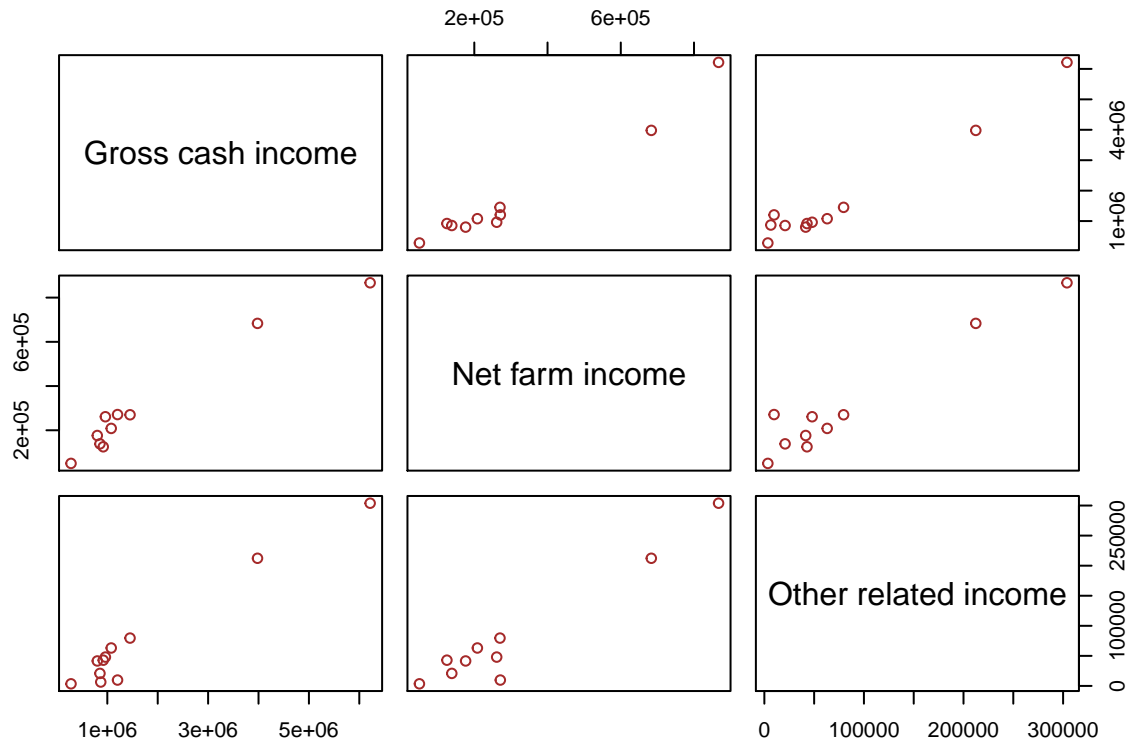 2e+05 6e+05
Gross cash income
1e+06 4e+06
2e+05 6e+05
Net farm income
Other related income
0 100000 250000
1e+06 3e+06 5e+06
0 100000 200000 300000